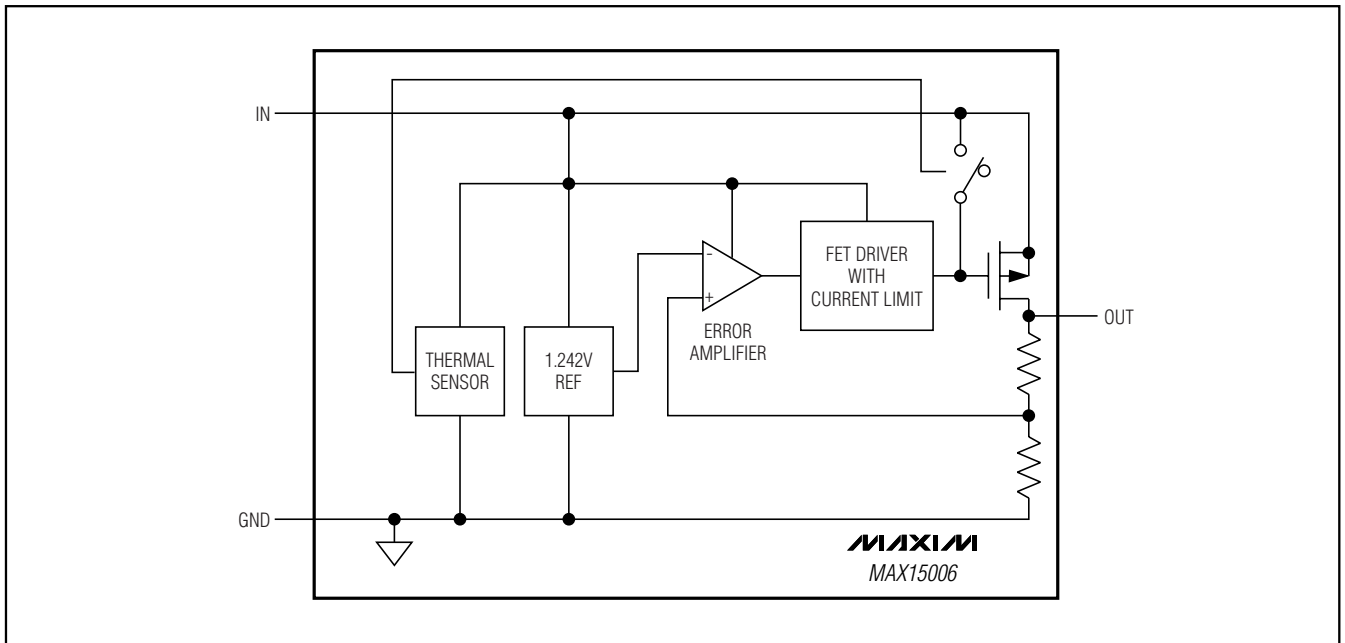 IN
FET DRIVER
WITH
CURRENT LIMIT
-
+
OUT
ERROR
AMPLIFIER
THERMAL
SENSOR
1.242V
REF
GND
MAXIM
MAX15006